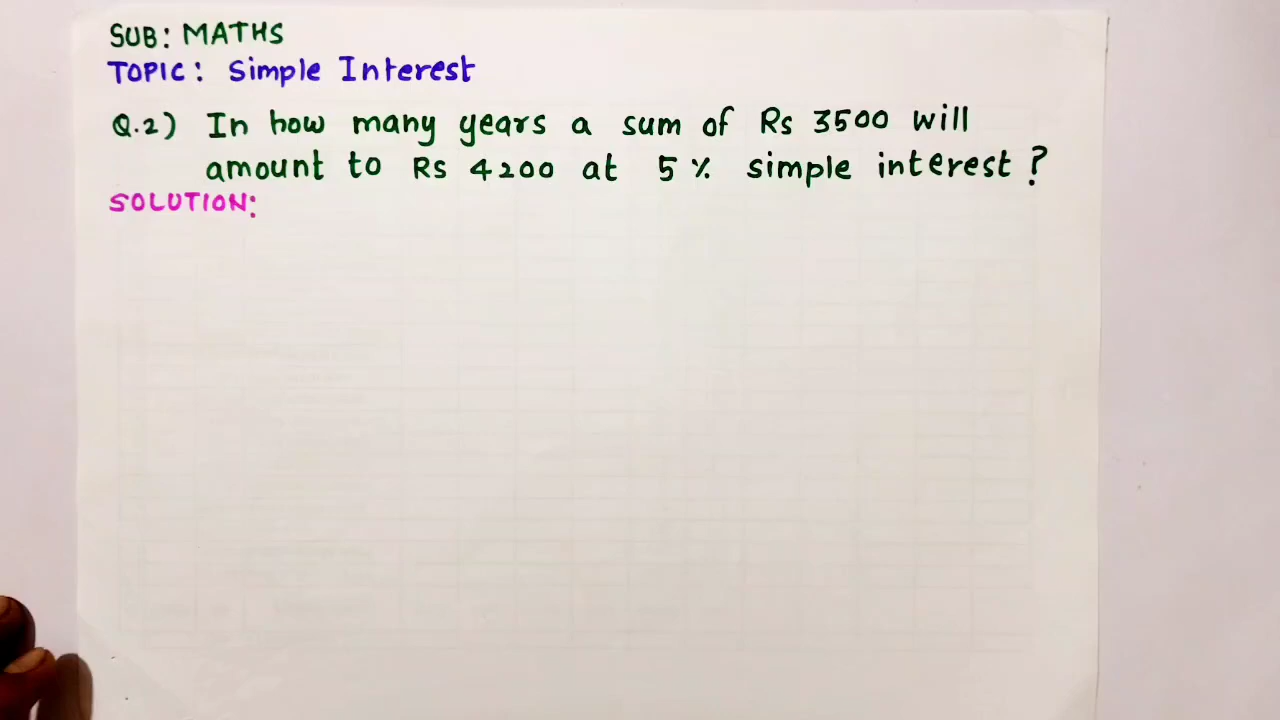 SUB: MATHS
TOPIC: Simple Interest
Q.2) In how many years a sum of Rs 3500 will
amount to Rs 4200 at 5% simple interest?
SOLUTION: